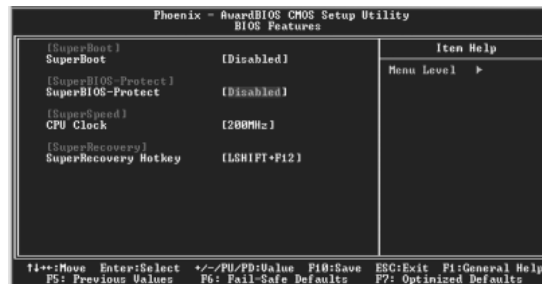 Phoenix - AwardBIOS CMOS Setup Utility
BIOS Features
[SuperBoot]
SuperBoot [Disabled]
[SuperBIOS-Protect]
SuperBIOS-Protect [Disabled]
[SuperSpeed]
CPU Clock [200MHz]
[SuperRecovery]
SuperRecovery Hotkey [LSHIFT+F12]
Item Help
Menu Level ▶
↑↓→←:Move Enter:Select +/-/PU/PD:Value F10:Save ESC:Exit F1:General Help
F5: Previous Values F6: Fail-Safe Defaults F7: Optimized Defaults